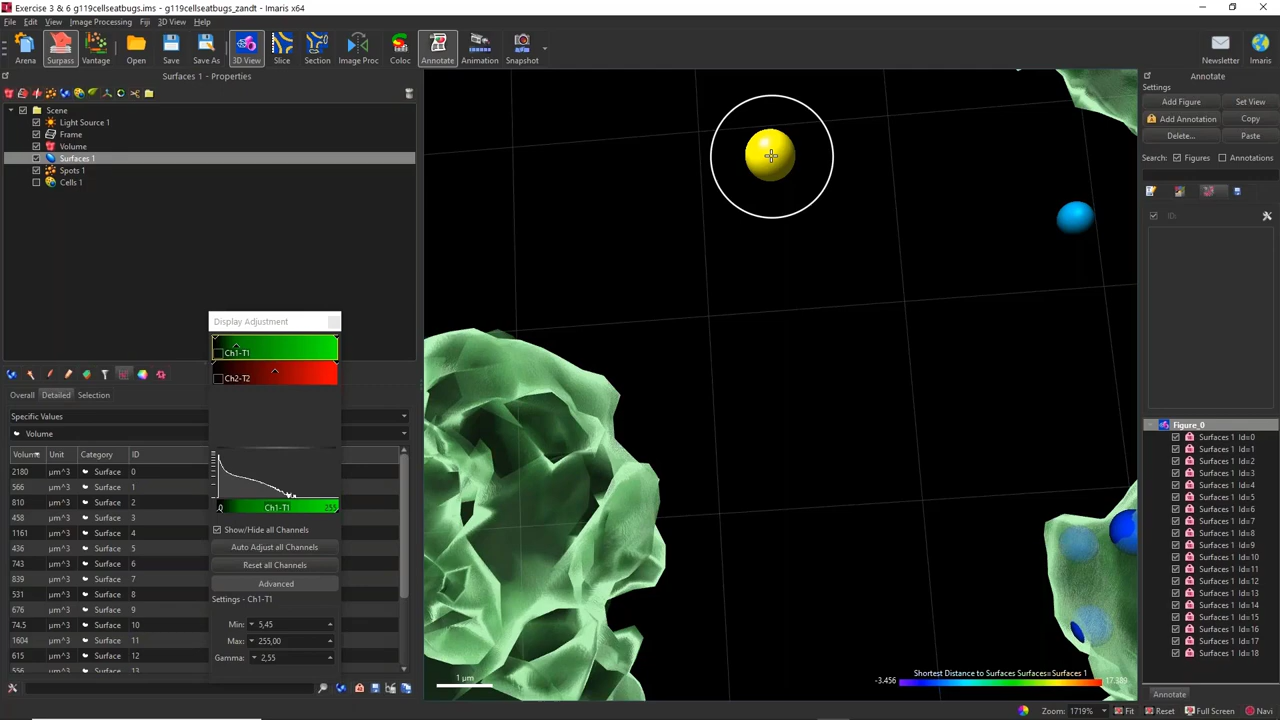 Exercise 3 & 6 g119cellseatbugs.ims - g119cellseatbugs_zandt - Imaris x64
File Edit View Image Processing Fiji 3D View Help
Arena Surpass Vantage Open Save Save As 3D View Slice Section Image Proc Coloc Annotate Animation Snapshot Newsletter Imaris
Surfaces 1 - Properties
Scene
Light Source 1
Frame
Volume
Surfaces 1
Spots 1
Cells 1
Display Adjustment
Ch1-T1
Ch2-T2
0 Ch1-T1 255
Show/Hide all Channels
Auto Adjust all Channels
Reset all Channels
Advanced
Settings - Ch1-T1
Min: 5,45
Max: 255,00
Gamma: 2,55
Overall Detailed Selection
Specific Values
Volume
Volume Unit Category ID
2180 µm^3 Surface 0
566 µm^3 Surface 1
810 µm^3 Surface 2
458 µm^3 Surface 3
1161 µm^3 Surface 4
436 µm^3 Surface 5
743 µm^3 Surface 6
839 µm^3 Surface 7
531 µm^3 Surface 8
676 µm^3 Surface 9
74.5 µm^3 Surface 10
1604 µm^3 Surface 11
615 µm^3 Surface 12
556 µm^3 Surface 13
1 µm
Shortest Distance to Surfaces Surfaces=Surfaces 1
-3.456 17.389
Annotate
Settings
Add Figure Set View
Add Annotation Copy
Delete... Paste
Search: Figures Annotations
ID:
Figure_0
Surfaces 1 Id=0
Surfaces 1 Id=1
Surfaces 1 Id=2
Surfaces 1 Id=3
Surfaces 1 Id=4
Surfaces 1 Id=5
Surfaces 1 Id=6
Surfaces 1 Id=7
Surfaces 1 Id=8
Surfaces 1 Id=9
Surfaces 1 Id=10
Surfaces 1 Id=11
Surfaces 1 Id=12
Surfaces 1 Id=13
Surfaces 1 Id=14
Surfaces 1 Id=15
Surfaces 1 Id=16
Surfaces 1 Id=17
Surfaces 1 Id=18
Annotate
Zoom: 1719% Fit Reset Full Screen Navi